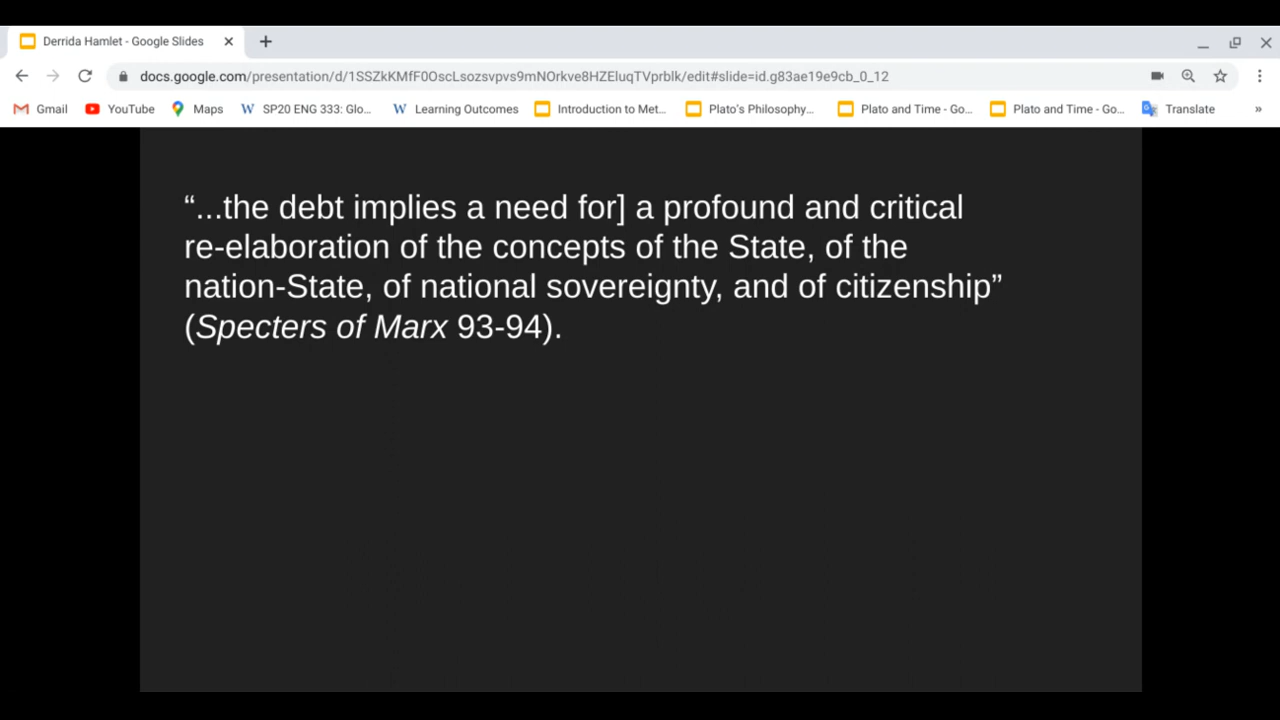 Derrida Hamlet - Google Slides
docs.google.com/presentation/d/1SSZkKMfF0OscLsozsvpvs9mNOrkve8HZEluqTVprblk/edit#slide=id.g83ae19e9cb_0_12
Gmail YouTube Maps SP20 ENG 333: Glo... Learning Outcomes Introduction to Met... Plato's Philosophy... Plato and Time - Go... Plato and Time - Go... Translate »
“...the debt implies a need for] a profound and critical
re-elaboration of the concepts of the State, of the
nation-State, of national sovereignty, and of citizenship”
(Specters of Marx 93-94).